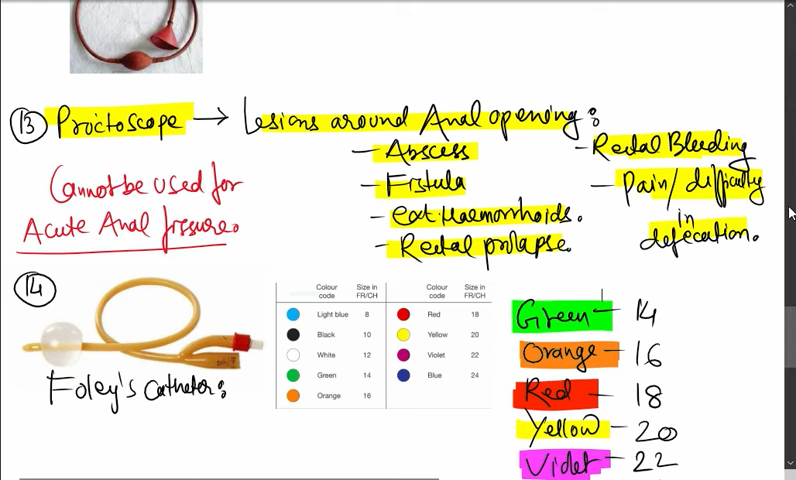 13 Proctoscope → Lesions around Anal opening:
- Abscess
- Fistula
- ext. Haemorrhoids.
- Rectal prolapse.
- Rectal Bleeding
- Pain/difficulty
in
defecation.
Cannot be used for
Acute Anal fissure.
14
Foley's Catheter:
Colour code Size in FR/CH Colour code Size in FR/CH
Light blue 8 Red 18
Black 10 Yellow 20
White 12 Violet 22
Green 14 Blue 24
Orange 16
Green - 14
Orange - 16
Red - 18
Yellow - 20
Violet - 22